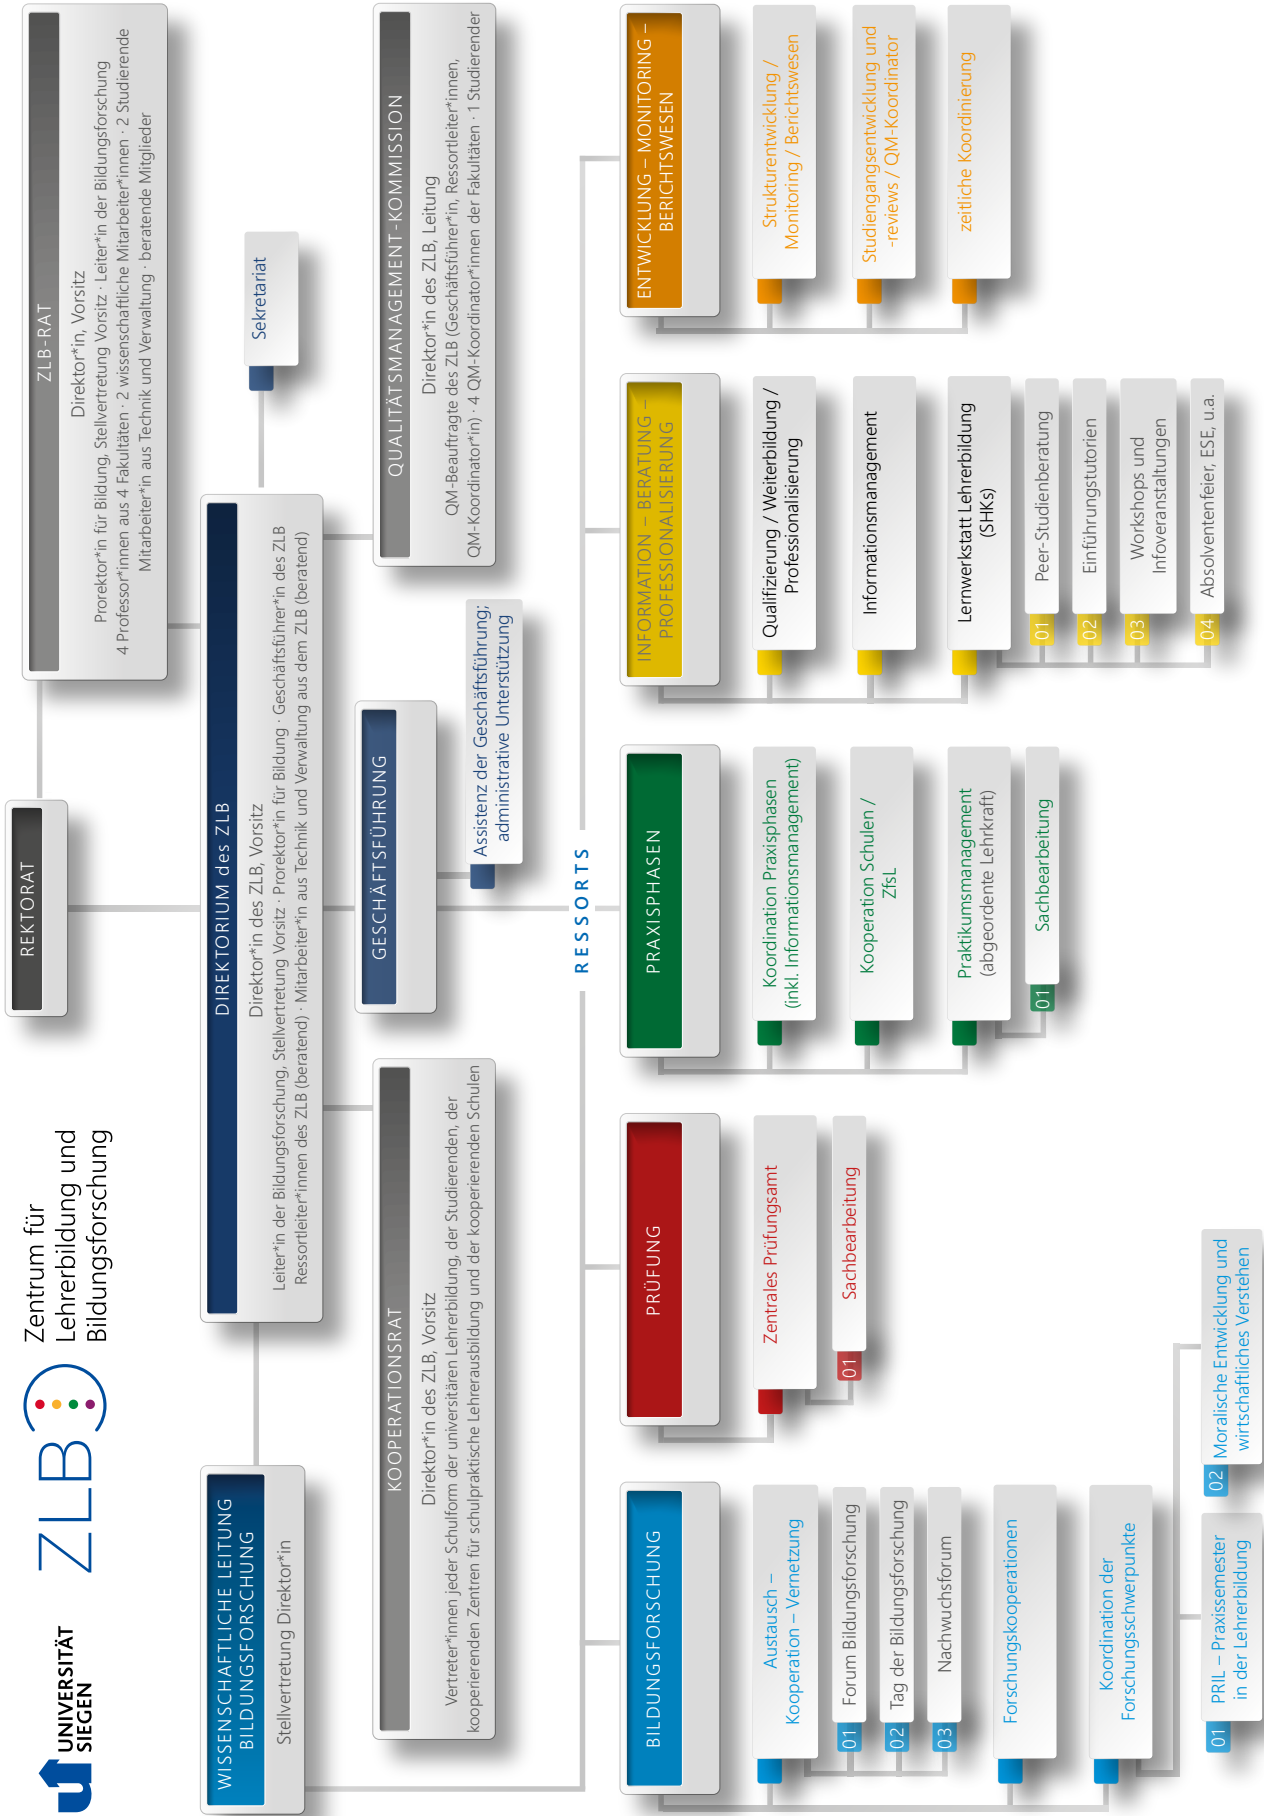 UNIVERSITÄT
SIEGEN
ZLB
Zentrum für
Lehrerbildung und
Bildungsforschung
REKTORAT
ZLB-RAT
Direktor*in, Vorsitz
Prorektor*in für Bildung, Stellvertretung Vorsitz · Leiter*in der Bildungsforschung
4 Professor*innen aus 4 Fakultäten · 2 wissenschaftliche Mitarbeiter*innen · 2 Studierende
Mitarbeiter*in aus Technik und Verwaltung · beratende Mitglieder
WISSENSCHAFTLICHE LEITUNG
BILDUNGSFORSCHUNG
Stellvertretung Direktor*in
DIREKTORIUM des ZLB
Direktor*in des ZLB, Vorsitz
Leiter*in der Bildungsforschung, Stellvertretung Vorsitz · Prorektor*in für Bildung · Geschäftsführer*in des ZLB
Ressortleiter*innen des ZLB (beratend) · Mitarbeiter*in aus Technik und Verwaltung aus dem ZLB (beratend)
Sekretariat
KOOPERATIONSRAT
Direktor*in des ZLB, Vorsitz
Vertreter*innen jeder Schulform der universitären Lehrerbildung, der Studierenden, der
kooperierenden Zentren für schulpraktische Lehrerausbildung und der kooperierenden Schulen
GESCHÄFTSFÜHRUNG
Assistenz der Geschäftsführung;
administrative Unterstützung
QUALITÄTSMANAGEMENT-KOMMISSION
Direktor*in des ZLB, Leitung
QM-Beauftragte des ZLB (Geschäftsführer*in, Ressortleiter*innen,
QM-Koordinator*in) · 4 QM-Koordinator*innen der Fakultäten · 1 Studierender
RESSORTS
BILDUNGSFORSCHUNG
Austausch –
Kooperation – Vernetzung
01 Forum Bildungsforschung
02 Tag der Bildungsforschung
03 Nachwuchsforum
Forschungskooperationen
Koordination der
Forschungsschwerpunkte
01 PRIL – Praxissemester
in der Lehrerbildung
02 Moralische Entwicklung und
wirtschaftliches Verstehen
PRÜFUNG
Zentrales Prüfungsamt
01 Sachbearbeitung
PRAXISPHASEN
Koordination Praxisphasen
(inkl. Informationsmanagement)
Kooperation Schulen /
ZfsL
Praktikumsmanagement
(abgeordente Lehrkraft)
01 Sachbearbeitung
INFORMATION – BERATUNG –
PROFESSIONALISIERUNG
Qualifizierung / Weiterbildung /
Professionalisierung
Informationsmanagement
Lernwerkstatt Lehrerbildung
(SHKs)
01 Peer-Studienberatung
02 Einführungstutorien
03 Workshops und
Infoveranstaltungen
04 Absolventenfeier, ESE, u.a.
ENTWICKLUNG – MONITORING –
BERICHTSWESEN
Strukturentwicklung /
Monitoring / Berichtswesen
Studiengangsentwicklung und
-reviews / QM-Koordinator
zeitliche Koordinierung